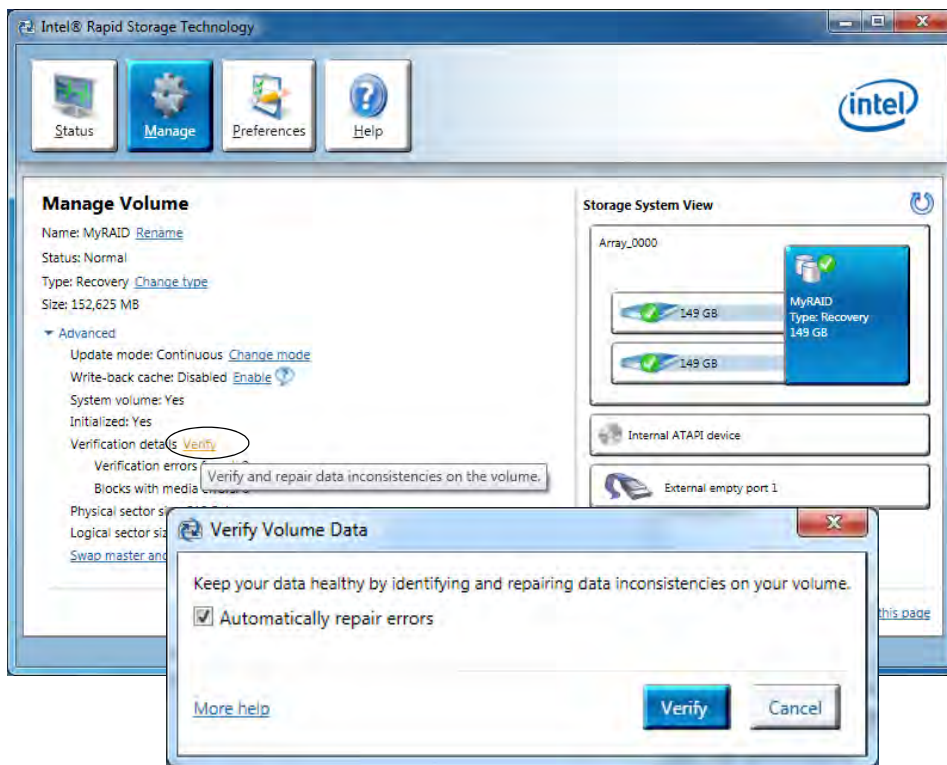 Intel® Rapid Storage Technology
Status
Manage
Preferences
Help
intel
Manage Volume
Name: MyRAID Rename
Status: Normal
Type: Recovery Change type
Size: 152,625 MB
Advanced
Update mode: Continuous Change mode
Write-back cache: Disabled Enable
System volume: Yes
Initialized: Yes
Verification details Verify
Verification errors
Verify and repair data inconsistencies on the volume.
Blocks with media
Physical sector
Logical sector
Swap master
Storage System View
Array_0000
149 GB
149 GB
MyRAID
Type: Recovery
149 GB
Internal ATAPI device
External empty port 1
this page
Verify Volume Data
Keep your data healthy by identifying and repairing data inconsistencies on your volume.
Automatically repair errors
More help
Verify
Cancel